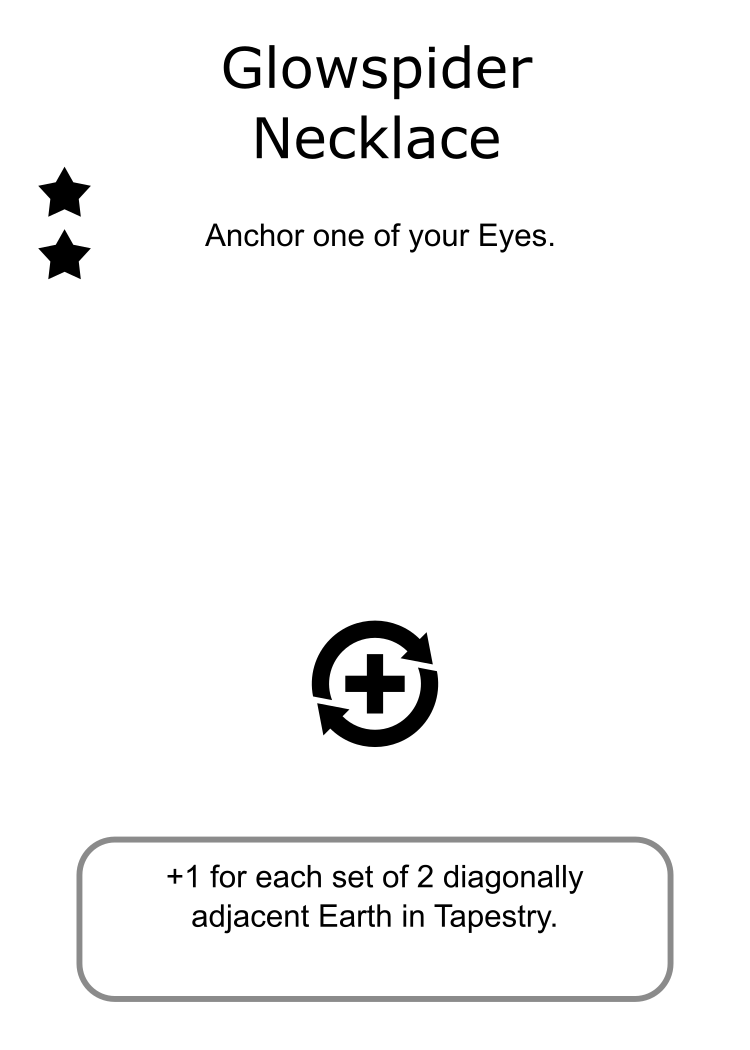 Glowspider
Necklace
Anchor one of your Eyes.
+1 for each set of 2 diagonally
adjacent Earth in Tapestry.